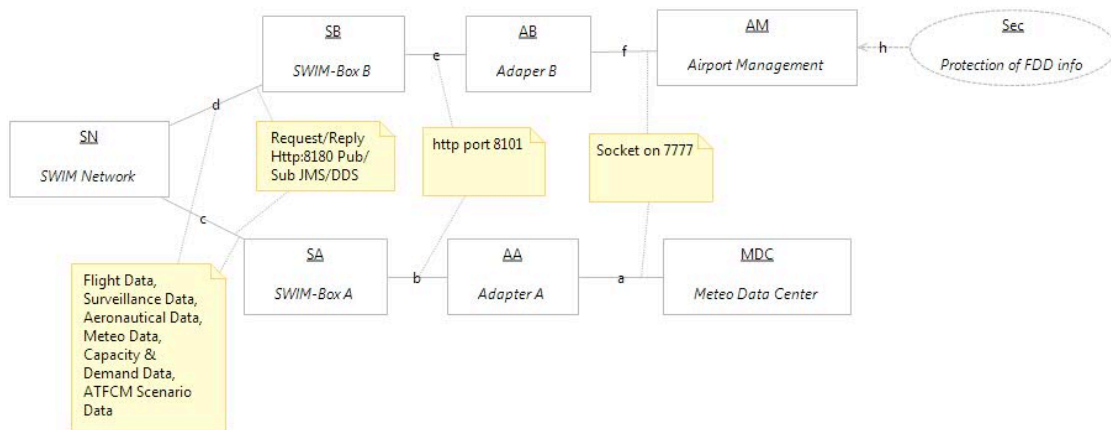 SB
SWIM-Box B
e
AB
Adaper B
f
AM
Airport Management
h
Sec
Protection of FDD info
d
SN
SWIM Network
Request/Reply
Http:8180 Pub/
Sub JMS/DDS
http port 8101
Socket on 7777
c
SA
SWIM-Box A
b
AA
Adapter A
a
MDC
Meteo Data Center
Flight Data,
Surveillance Data,
Aeronautical Data,
Meteo Data,
Capacity &
Demand Data,
ATFCM Scenario
Data